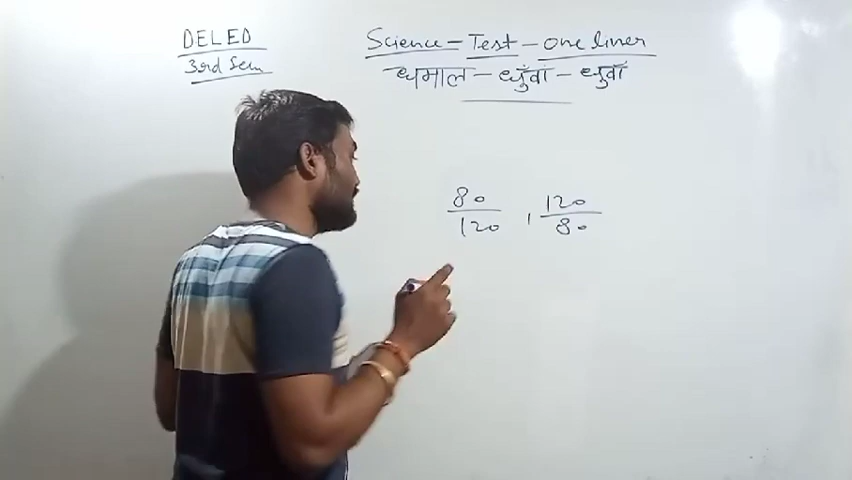 DELED
3rd Sem
Science - Test - one liner
धमाल - धुँवां - धुवाँ
80/120 , 120/80